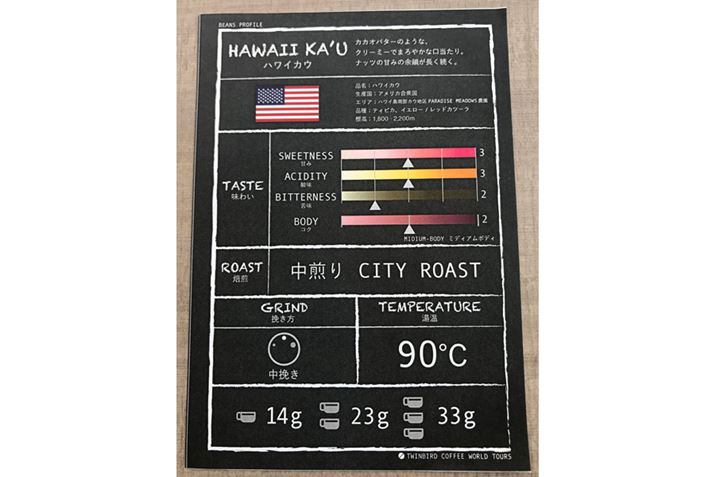 BEANS PROFILE
HAWAII KA'U
ハワイカウ
カカオバターのような、
クリーミーでまろやかな口当たり。
ナッツの甘みの余韻が長く続く。
品名：ハワイカウ
生産国：アメリカ合衆国
エリア：ハワイ島南部カウ地区 PARADISE MEADOWS 農園
品種：ティピカ、イエロー / レッドカツーラ
標高：1,600 - 2,200m
TASTE
味わい
SWEETNESS 3
甘み
ACIDITY 3
酸味
BITTERNESS 2
苦味
BODY 2
コク
MIDIUM-BODY ミディアムボディ
ROAST
焙煎
中煎り CITY ROAST
GRIND
挽き方
中挽き
TEMPERATURE
湯温
90℃
14g 23g 33g
TWINBIRD COFFEE WORLD TOURS